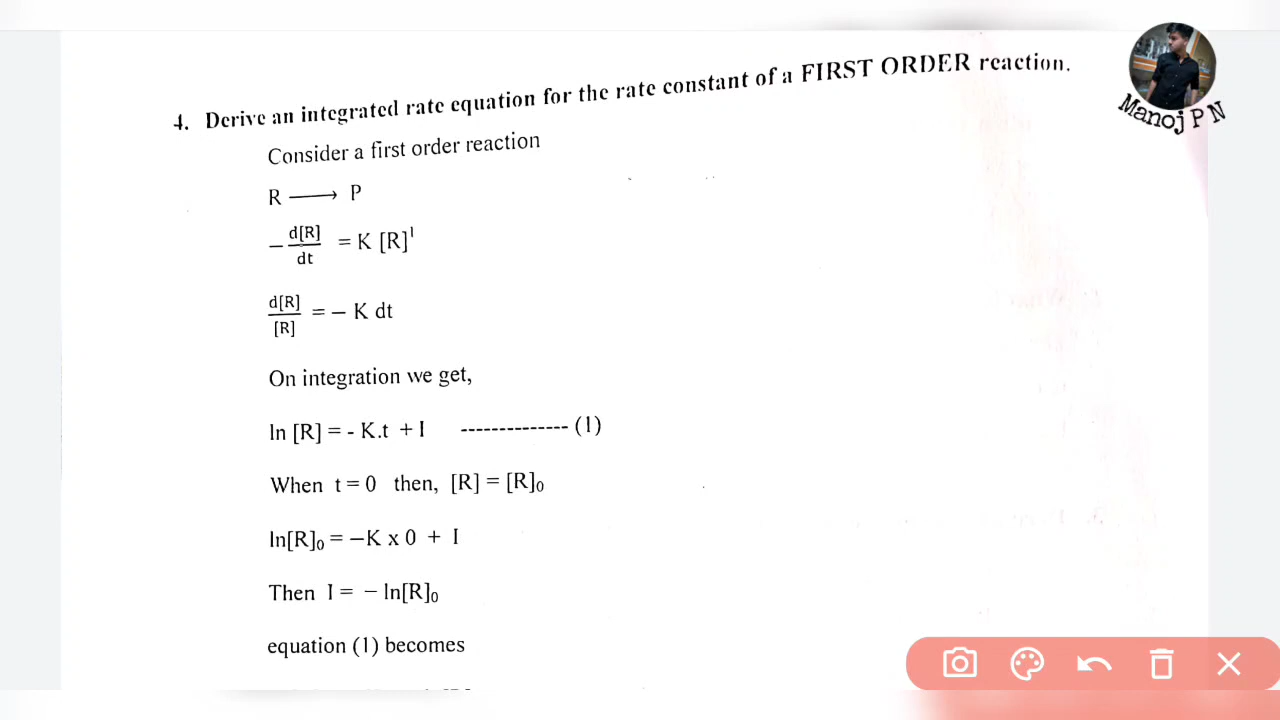 4. Derive an integrated rate equation for the rate constant of a FIRST ORDER reaction.
Manoj P N
Consider a first order reaction
R ⟶ P
− d[R]/dt = K [R]¹
d[R]/[R] = − K dt
On integration we get,
ln [R] = - K.t + I -------------- (1)
When t = 0 then, [R] = [R]₀
ln[R]₀ = −K x 0 + I
Then I = − ln[R]₀
equation (1) becomes